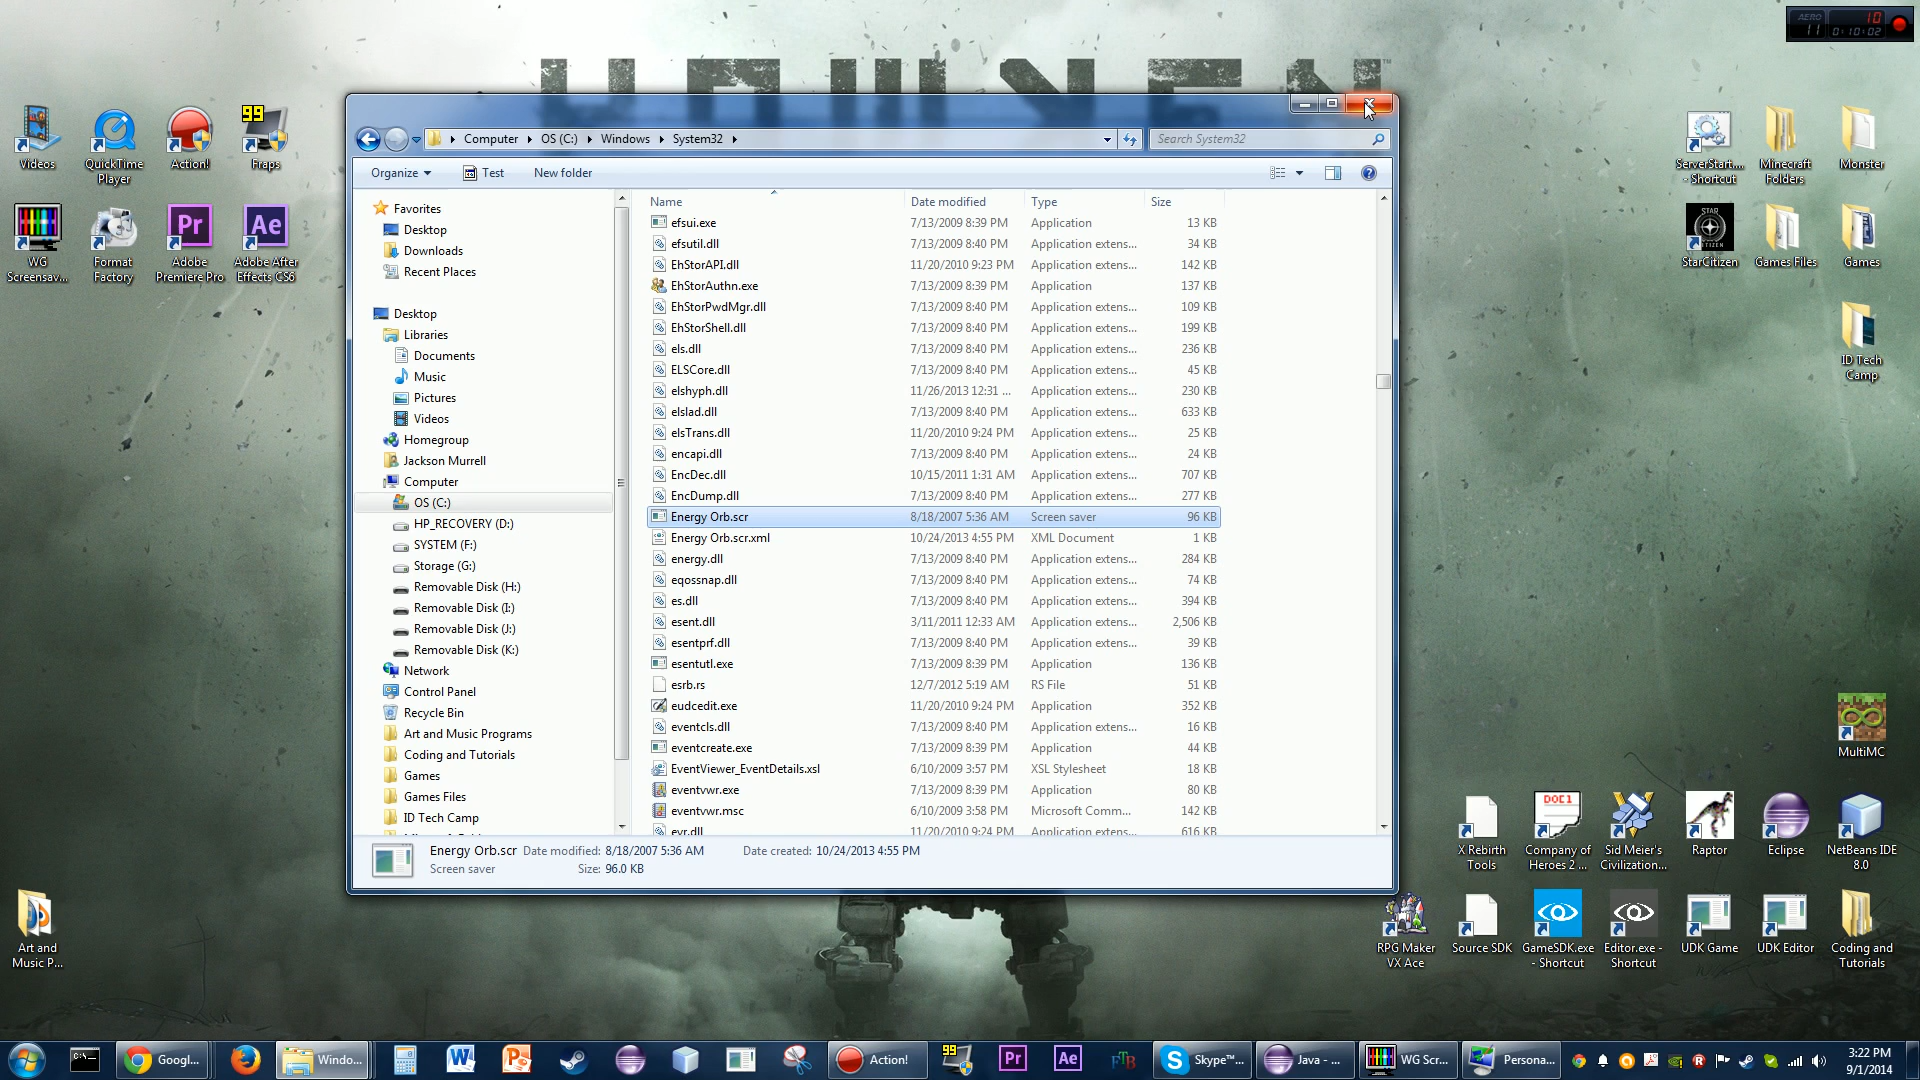 HAWKEN
AERO 10
11 0:10:02
Videos
QuickTime Player
Action!
99
Fraps
WG Screensav...
Format Factory
Pr
Adobe Premiere Pro
Ae
Adobe After Effects CS6
Art and Music P...
Computer OS (C:) Windows System32
Search System32
Organize Test New folder
Favorites
Desktop
Downloads
Recent Places
Desktop
Libraries
Documents
Music
Pictures
Videos
Homegroup
Jackson Murrell
Computer
OS (C:)
HP_RECOVERY (D:)
SYSTEM (F:)
Storage (G:)
Removable Disk (H:)
Removable Disk (I:)
Removable Disk (J:)
Removable Disk (K:)
Network
Control Panel
Recycle Bin
Art and Music Programs
Coding and Tutorials
Games
Games Files
ID Tech Camp
Name Date modified Type Size
efsui.exe 7/13/2009 8:39 PM Application 13 KB
efsutil.dll 7/13/2009 8:40 PM Application extens... 34 KB
EhStorAPI.dll 11/20/2010 9:23 PM Application extens... 142 KB
EhStorAuthn.exe 7/13/2009 8:39 PM Application 137 KB
EhStorPwdMgr.dll 7/13/2009 8:40 PM Application extens... 109 KB
EhStorShell.dll 7/13/2009 8:40 PM Application extens... 199 KB
els.dll 7/13/2009 8:40 PM Application extens... 236 KB
ELSCore.dll 7/13/2009 8:40 PM Application extens... 45 KB
elshyph.dll 11/26/2013 12:31 ... Application extens... 230 KB
elslad.dll 7/13/2009 8:40 PM Application extens... 633 KB
elsTrans.dll 11/20/2010 9:24 PM Application extens... 25 KB
encapi.dll 7/13/2009 8:40 PM Application extens... 24 KB
EncDec.dll 10/15/2011 1:31 AM Application extens... 707 KB
EncDump.dll 7/13/2009 8:40 PM Application extens... 277 KB
Energy Orb.scr 8/18/2007 5:36 AM Screen saver 96 KB
Energy Orb.scr.xml 10/24/2013 4:55 PM XML Document 1 KB
energy.dll 7/13/2009 8:40 PM Application extens... 284 KB
eqossnap.dll 7/13/2009 8:40 PM Application extens... 74 KB
es.dll 7/13/2009 8:40 PM Application extens... 394 KB
esent.dll 3/11/2011 12:33 AM Application extens... 2,506 KB
esentprf.dll 7/13/2009 8:40 PM Application extens... 39 KB
esentutl.exe 7/13/2009 8:39 PM Application 136 KB
esrb.rs 12/7/2012 5:19 AM RS File 51 KB
eudcedit.exe 11/20/2010 9:24 PM Application 352 KB
eventcls.dll 7/13/2009 8:40 PM Application extens... 16 KB
eventcreate.exe 7/13/2009 8:39 PM Application 44 KB
EventViewer_EventDetails.xsl 6/10/2009 3:57 PM XSL Stylesheet 18 KB
eventvwr.exe 7/13/2009 8:39 PM Application 80 KB
eventvwr.msc 6/10/2009 3:58 PM Microsoft Comm... 142 KB
evr.dll 11/20/2010 9:24 PM Application extens... 616 KB
Energy Orb.scr Date modified: 8/18/2007 5:36 AM Date created: 10/24/2013 4:55 PM
Screen saver Size: 96.0 KB
ServerStart.... - Shortcut
Minecraft Folders
Monster
STAR CITIZEN
StarCitizen
Games Files
Games
ID Tech Camp
MultiMC
X Rebirth Tools
DOC1
Company of Heroes 2 ...
Sid Meier's Civilization...
Raptor
Eclipse
NetBeans IDE 8.0
RPG Maker VX Ace
Source SDK
GameSDK.exe - Shortcut
Editor.exe - Shortcut
UDK Game
UDK Editor
Coding and Tutorials
C:\
Googl...
Windo...
Action!
99
Pr
Ae
FTB
Skype™...
Java - ...
WG Scr...
Persona...
3:22 PM
9/1/2014